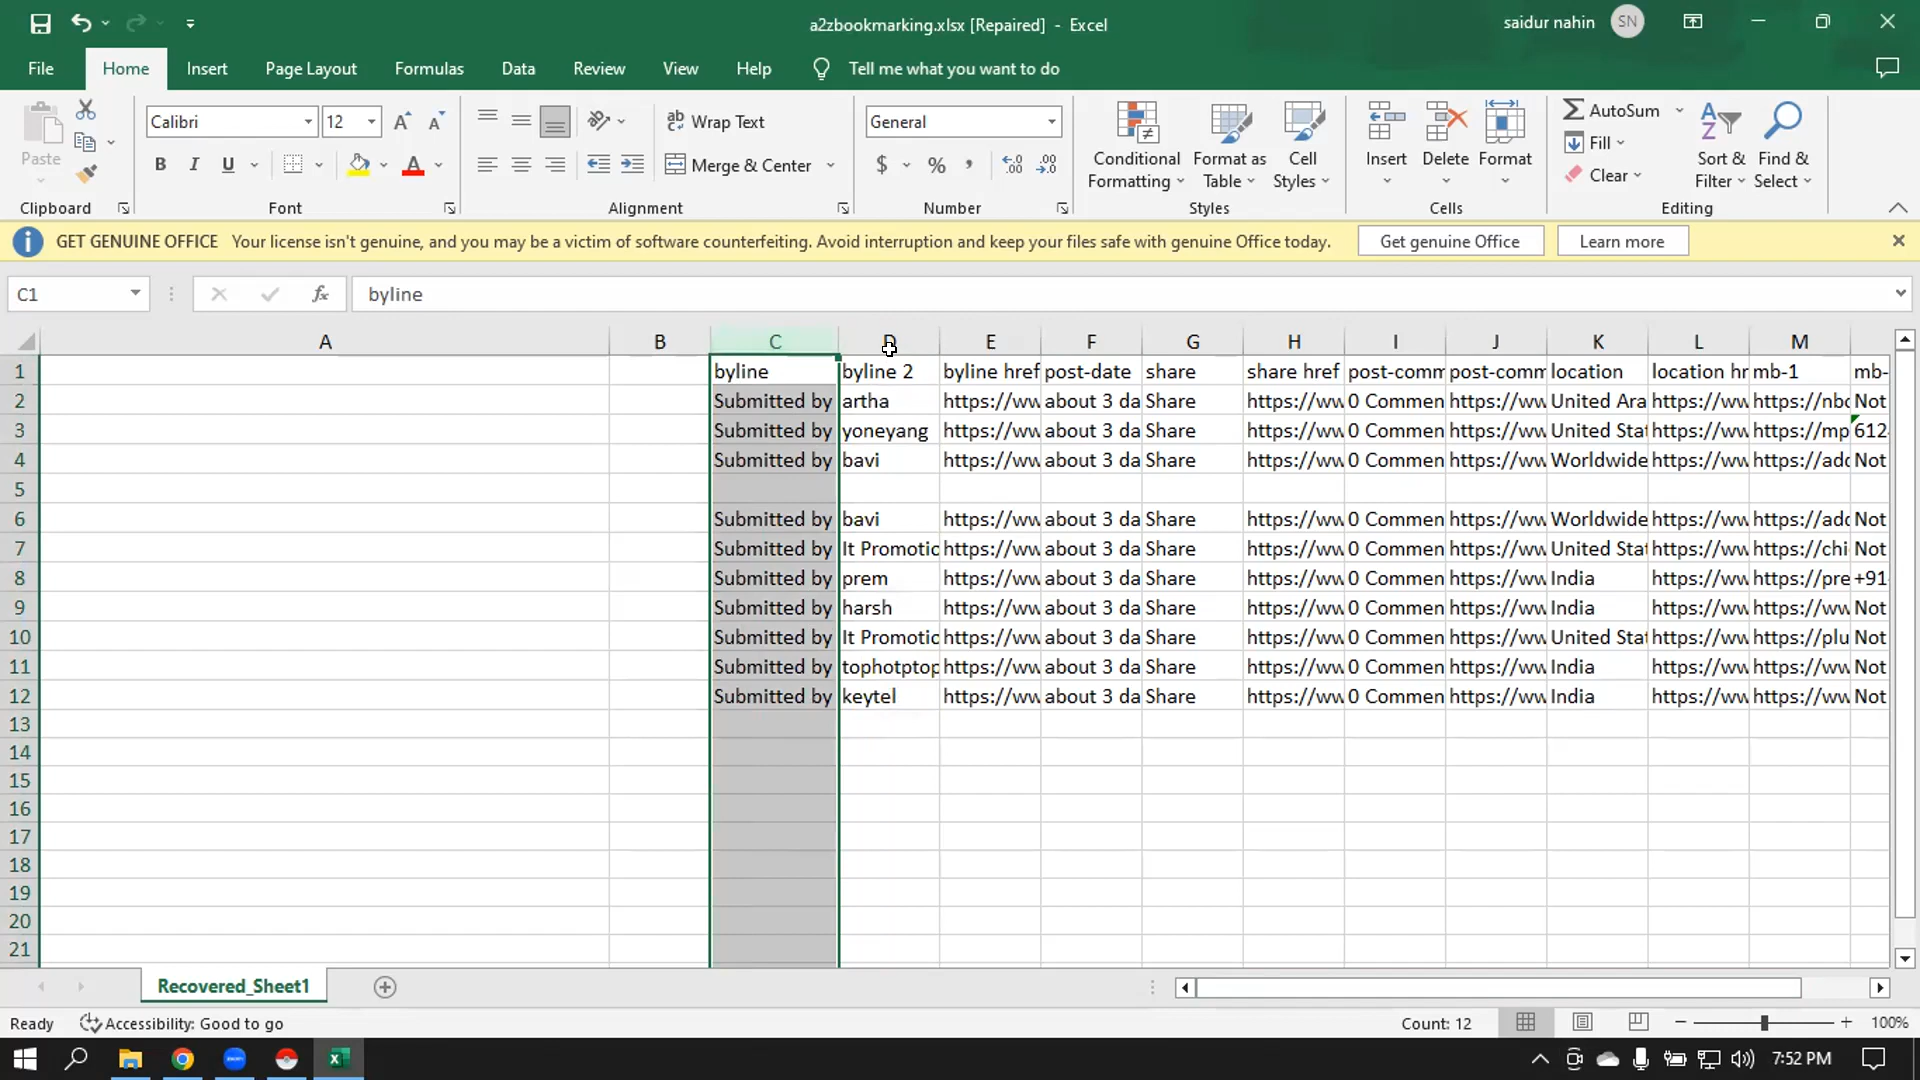 a2zbookmarking.xlsx [Repaired] - Excel
saidur nahin SN
File Home Insert Page Layout Formulas Data Review View Help Tell me what you want to do
Paste
Clipboard
Calibri 12
B I U
Font
Wrap Text
Merge & Center
Alignment
General
$ % ,
Number
Conditional Formatting
Format as Table
Cell Styles
Styles
Insert Delete Format
Cells
AutoSum
Fill
Clear
Sort & Filter
Find & Select
Editing
GET GENUINE OFFICE Your license isn't genuine, and you may be a victim of software counterfeiting. Avoid interruption and keep your files safe with genuine Office today. Get genuine Office Learn more
C1 fx byline
A B C D E F G H I J K L M
1 byline byline 2 byline href post-date share share href post-comm post-comm location location hr mb-1 mb-
2 Submitted by artha https://ww about 3 da Share https://ww 0 Commen https://ww United Ara https://ww https://nbc Not
3 Submitted by yoneyang https://ww about 3 da Share https://ww 0 Commen https://ww United Stat https://ww https://mp 612
4 Submitted by bavi https://ww about 3 da Share https://ww 0 Commen https://ww Worldwide https://ww https://adc Not
5
6 Submitted by bavi https://ww about 3 da Share https://ww 0 Commen https://ww Worldwide https://ww https://adc Not
7 Submitted by It Promotic https://ww about 3 da Share https://ww 0 Commen https://ww United Stat https://ww https://chi Not
8 Submitted by prem https://ww about 3 da Share https://ww 0 Commen https://ww India https://ww https://pre +91
9 Submitted by harsh https://ww about 3 da Share https://ww 0 Commen https://ww India https://ww https://ww Not
10 Submitted by It Promotic https://ww about 3 da Share https://ww 0 Commen https://ww United Stat https://ww https://plu Not
11 Submitted by tophotptop https://ww about 3 da Share https://ww 0 Commen https://ww India https://ww https://ww Not
12 Submitted by keytel https://ww about 3 da Share https://ww 0 Commen https://ww India https://ww https://ww Not
13
14
15
16
17
18
19
20
21
Recovered_Sheet1
Ready Accessibility: Good to go Count: 12 100%
7:52 PM